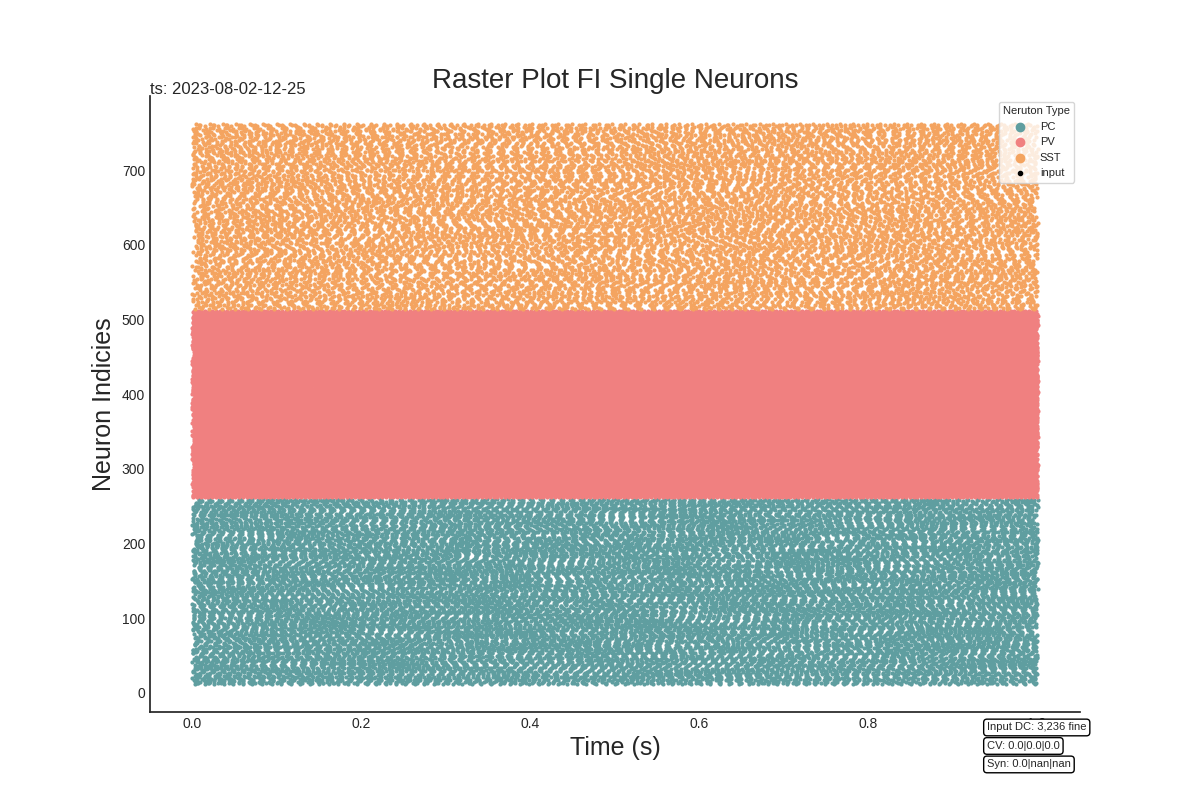 Raster Plot FI Single Neurons
ts: 2023-08-02-12-25
Neruton Type
PC
PV
SST
input
Neuron Indicies
700
600
500
400
300
200
100
0
0.0 0.2 0.4 0.6 0.8
Time (s)
Input DC: 3,236 fine
CV: 0.0|0.0|0.0
Syn: 0.0|nan|nan